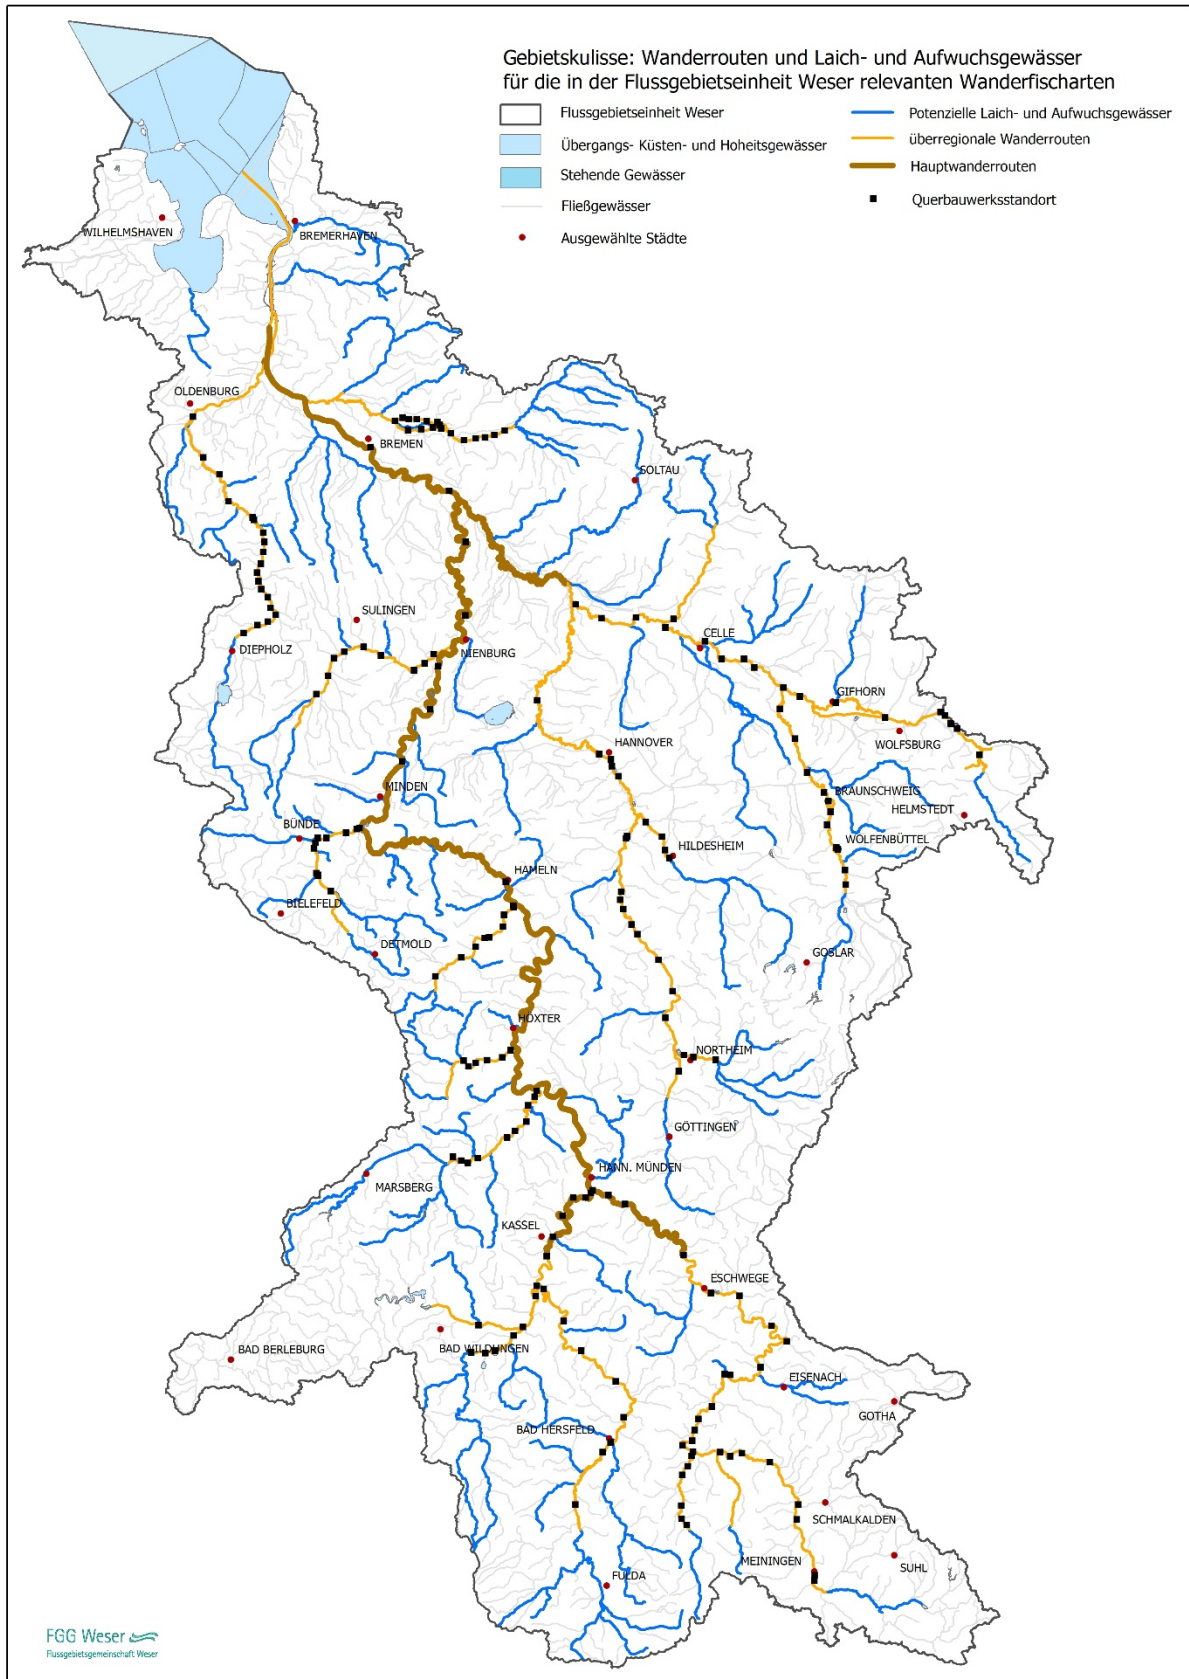 Gebietskulisse: Wanderrouten und Laich- und Aufwuchsgewässer
für die in der Flussgebietseinheit Weser relevanten Wanderfischarten
Flussgebietseinheit Weser
Übergangs- Küsten- und Hoheitsgewässer
Stehende Gewässer
Fließgewässer
Ausgewählte Städte
Potenzielle Laich- und Aufwuchsgewässer
überregionale Wanderrouten
Hauptwanderrouten
Querbauwerksstandort
WILHELMSHAVEN
BREMERHAVEN
OLDENBURG
BREMEN
SOLTAU
SULINGEN
DIEPHOLZ
NIENBURG
CELLE
GIFHORN
WOLFSBURG
HANNOVER
MINDEN
BRAUNSCHWEIG
HELMSTEDT
BÜNDE
WOLFENBÜTTEL
HILDESHEIM
HAMELN
BIELEFELD
DETMOLD
GOSLAR
HÖXTER
NORTHEIM
GÖTTINGEN
HANN. MÜNDEN
MARSBERG
KASSEL
ESCHWEGE
BAD WILDUNGEN
BAD BERLEBURG
EISENACH
GOTHA
BAD HERSFELD
SCHMALKALDEN
MEININGEN
SUHL
FULDA
FGG Weser
Flussgebietsgemeinschaft Weser